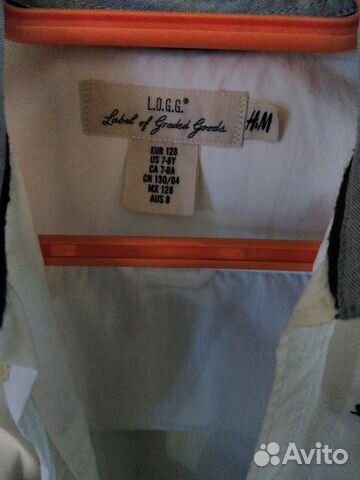 L.O.G.G.®
Label of Graded Goods
H&M
EUR 128
US 7-8Y
CA 7-8A
CN 130/64
MX 128
AUS 8
Avito